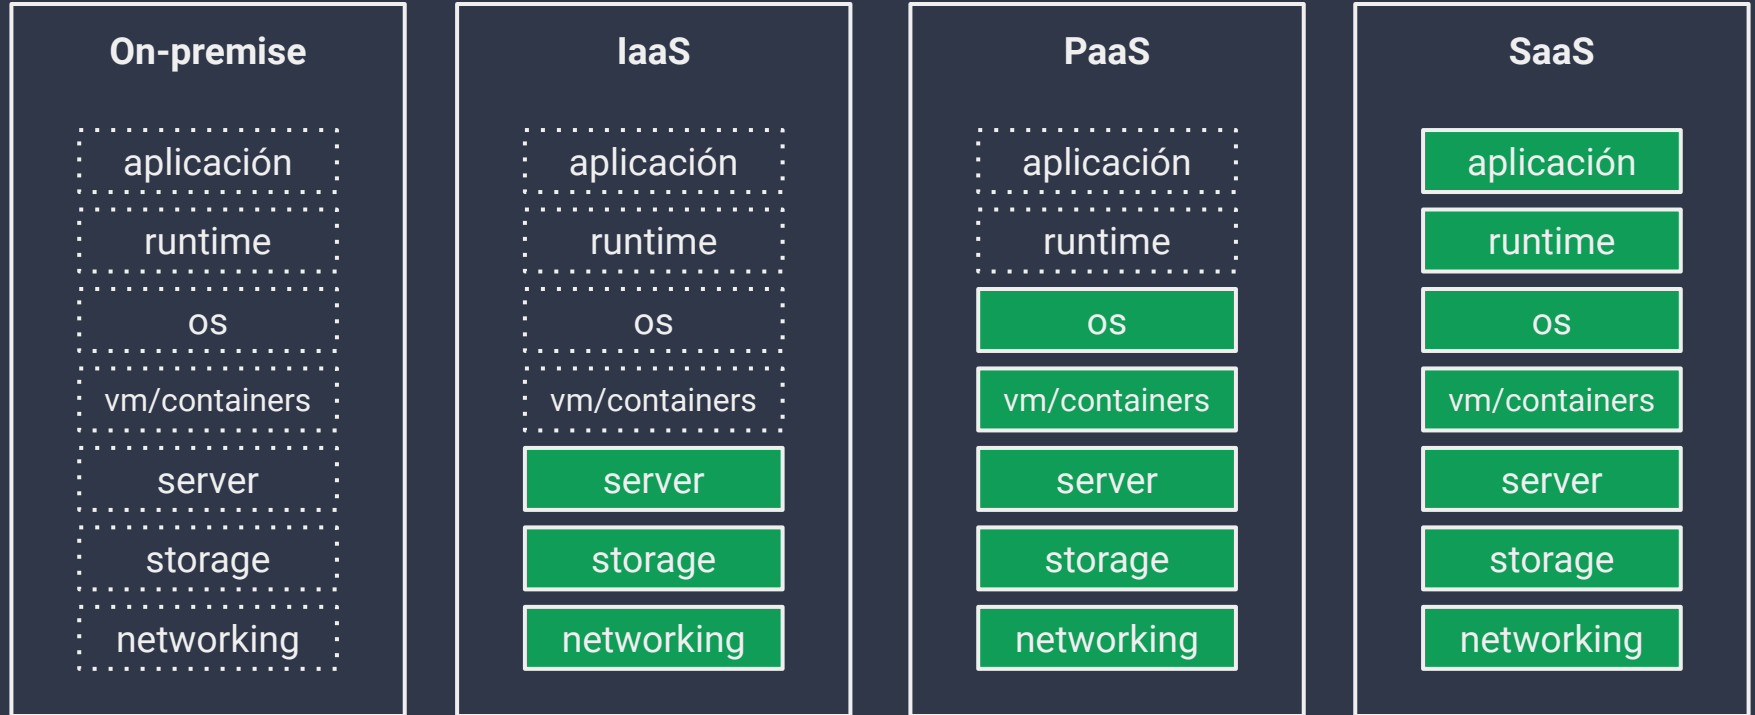 On-premise
aplicación
runtime
os
vm/containers
server
storage
networking
IaaS
aplicación
runtime
os
vm/containers
server
storage
networking
PaaS
aplicación
runtime
os
vm/containers
server
storage
networking
SaaS
aplicación
runtime
os
vm/containers
server
storage
networking